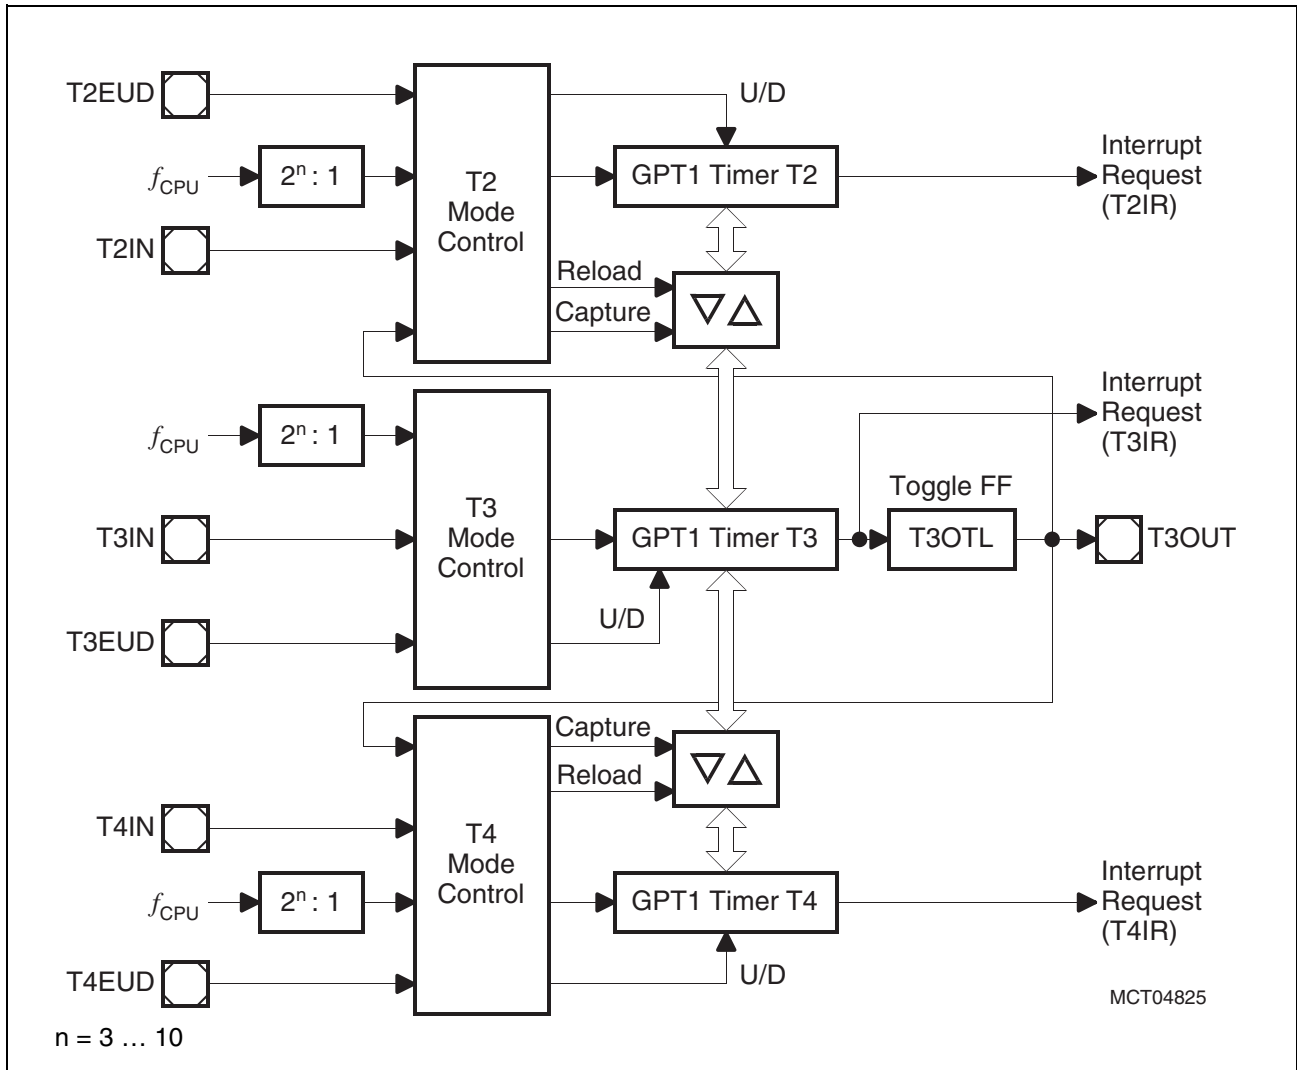 T2EUD
U/D
Interrupt
Request
(T2IR)
fCPU
2ⁿ : 1
T2
Mode
Control
GPT1 Timer T2
T2IN
Reload
Capture
Interrupt
Request
(T3IR)
fCPU
2ⁿ : 1
T3
Mode
Control
Toggle FF
T3IN
GPT1 Timer T3
T3OTL
T3OUT
U/D
T3EUD
Capture
Reload
T4IN
T4
Mode
Control
fCPU
2ⁿ : 1
GPT1 Timer T4
Interrupt
Request
(T4IR)
T4EUD
U/D
MCT04825
n = 3 … 10